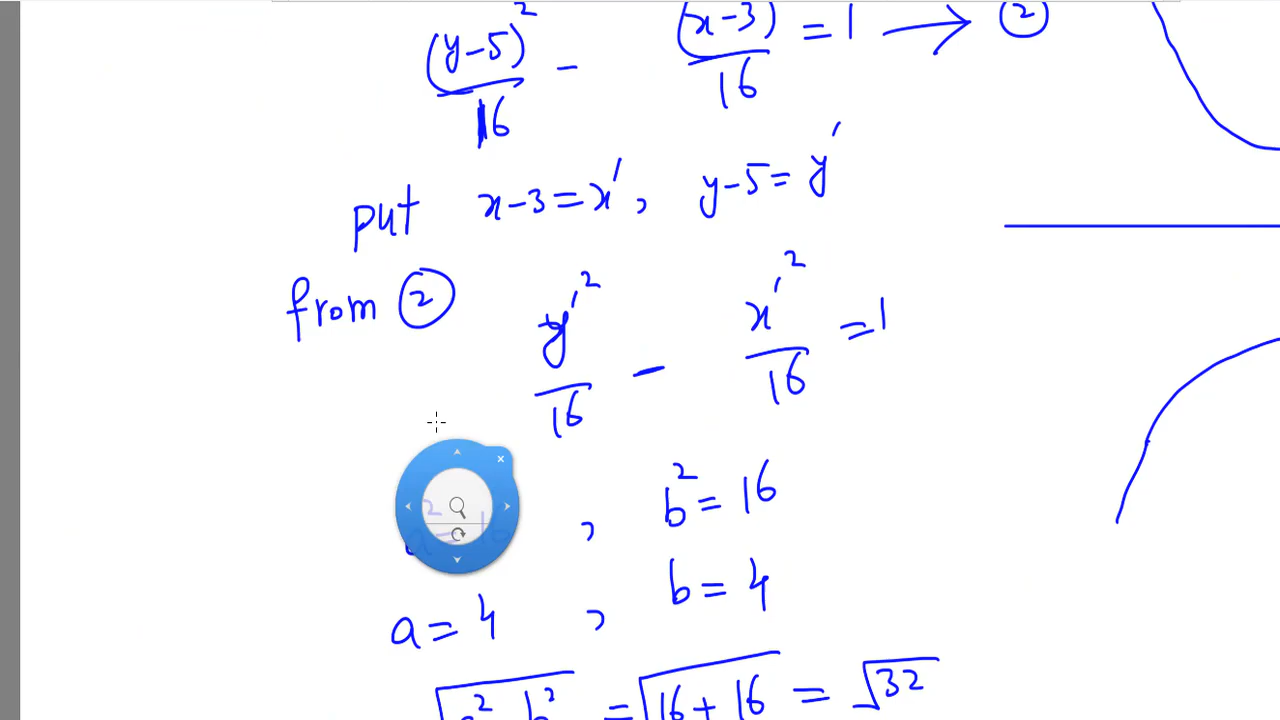 (y-5)²/16 - (x-3)/16 = 1 → ②
put x-3=x', y-5=y'
from ② y'²/16 - x'²/16 = 1
, b² = 16
a = 4 , b = 4
= √16+16 = √32